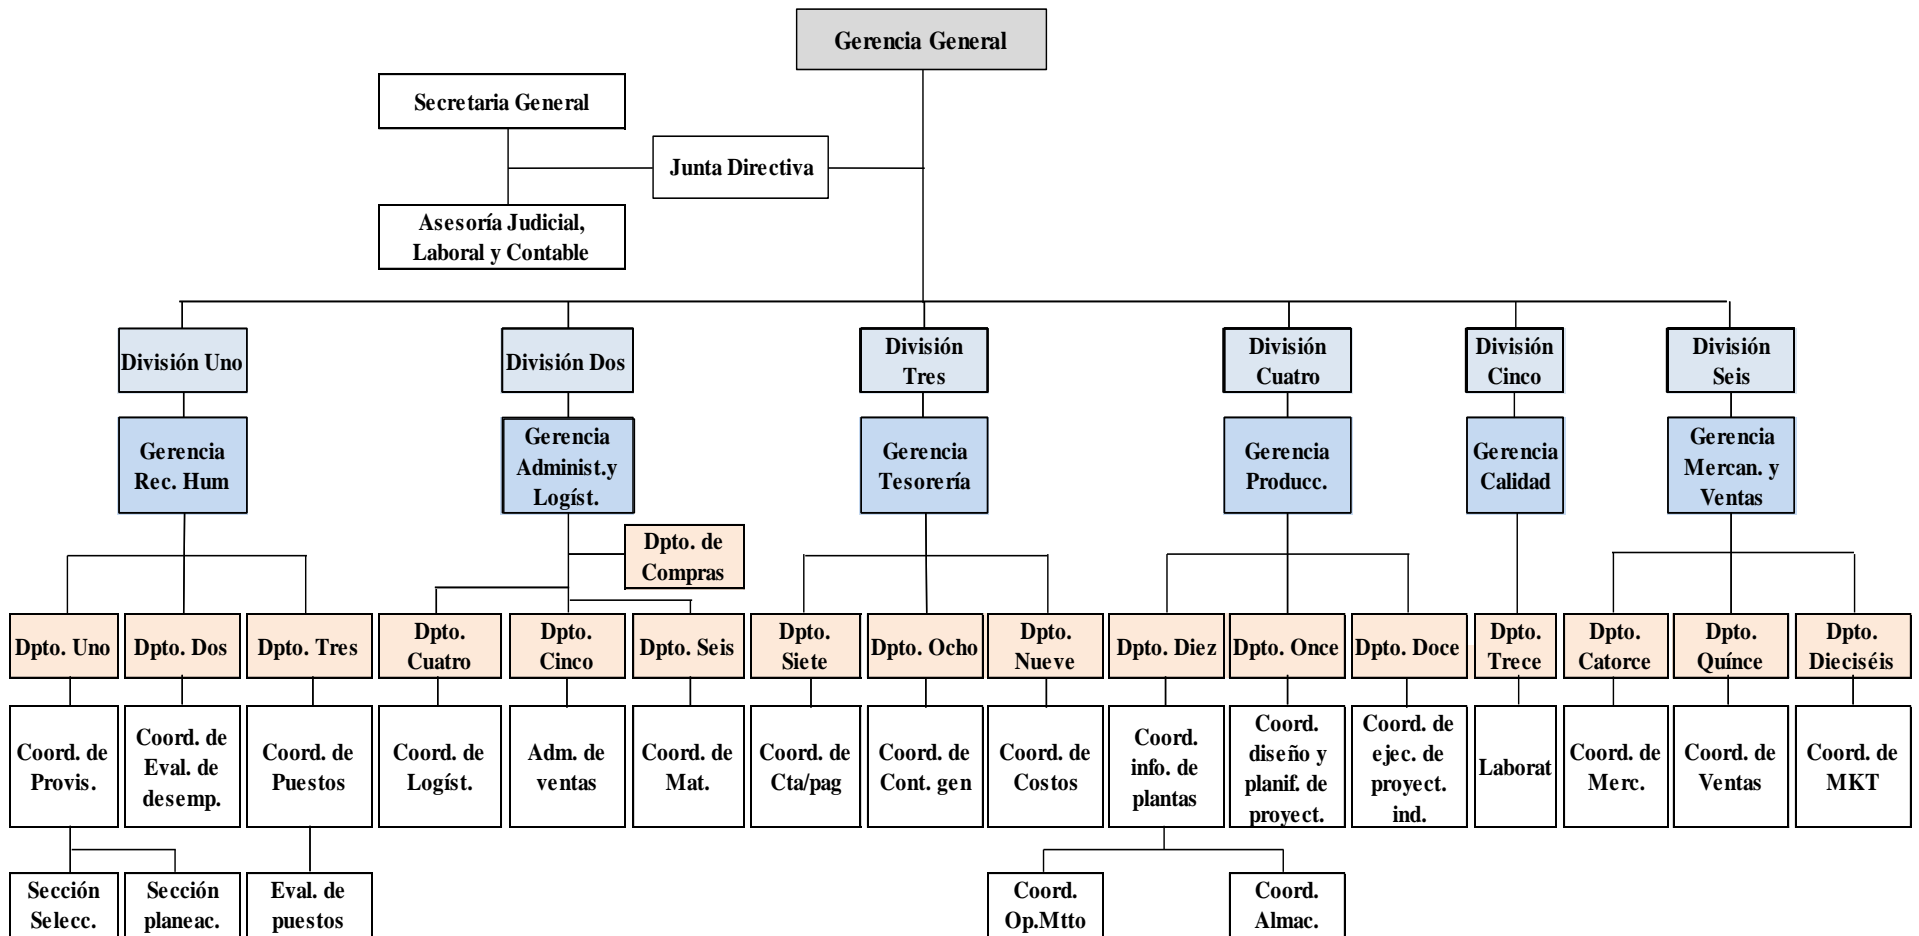 Gerencia General
Secretaria General
Junta Directiva
Asesoría Judicial,
Laboral y Contable
División Uno
División Dos
División
Tres
División
Cuatro
División
Cinco
División
Seis
Gerencia
Rec. Hum
Gerencia
Administ.y
Logíst.
Gerencia
Tesorería
Gerencia
Producc.
Gerencia
Calidad
Gerencia
Mercan. y
Ventas
Dpto. de
Compras
Dpto. Uno
Dpto. Dos
Dpto. Tres
Dpto.
Cuatro
Dpto.
Cinco
Dpto. Seis
Dpto.
Siete
Dpto. Ocho
Dpto.
Nueve
Dpto. Diez
Dpto. Once
Dpto. Doce
Dpto.
Trece
Dpto.
Catorce
Dpto.
Quínce
Dpto.
Dieciséis
Coord. de
Provis.
Coord. de
Eval. de
desemp.
Coord. de
Puestos
Coord. de
Logíst.
Adm. de
ventas
Coord. de
Mat.
Coord. de
Cta/pag
Coord. de
Cont. gen
Coord. de
Costos
Coord.
info. de
plantas
Coord.
diseño y
planif. de
proyect.
Coord. de
ejec. de
proyect.
ind.
Laborat
Coord. de
Merc.
Coord. de
Ventas
Coord. de
MKT
Sección
Selecc.
Sección
planeac.
Eval. de
puestos
Coord.
Op.Mtto
Coord.
Almac.